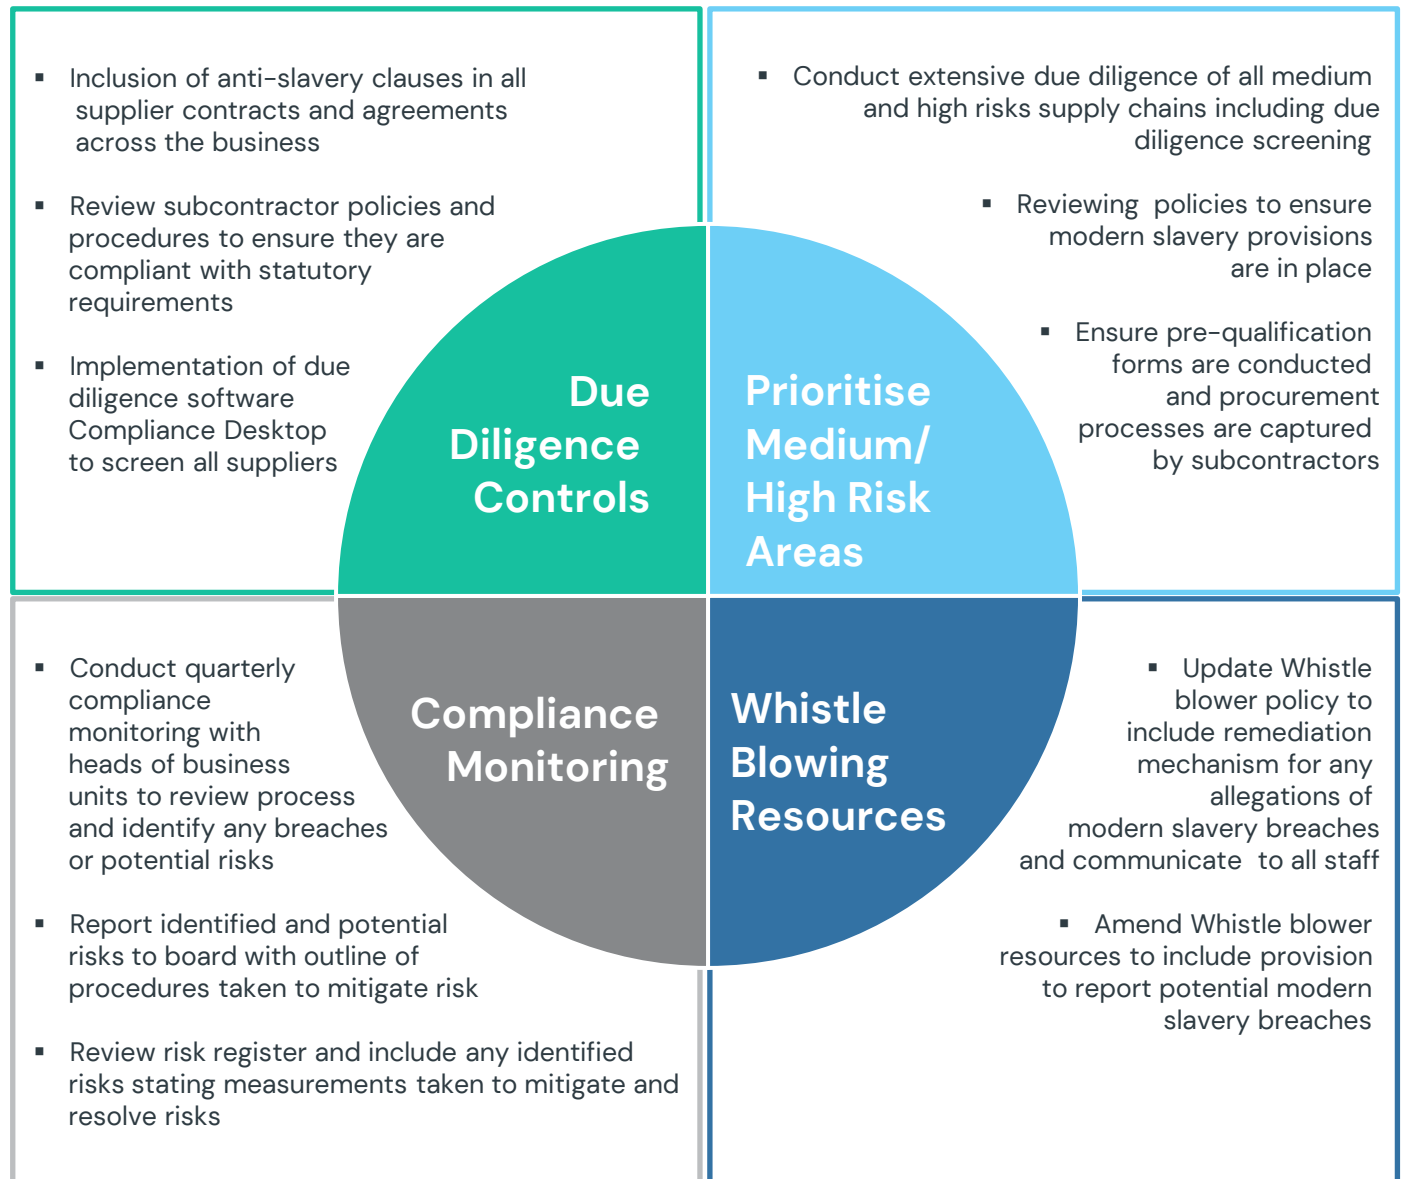 ▪ Inclusion of anti-slavery clauses in all
supplier contracts and agreements
across the business
▪ Review subcontractor policies and
procedures to ensure they are
compliant with statutory
requirements
▪ Implementation of due
diligence software
Compliance Desktop
to screen all suppliers
Due
Diligence
Controls
▪ Conduct extensive due diligence of all medium
and high risks supply chains including due
diligence screening
▪ Reviewing policies to ensure
modern slavery provisions
are in place
▪ Ensure pre-qualification
forms are conducted
and procurement
processes are captured
by subcontractors
Prioritise
Medium/
High Risk
Areas
▪ Conduct quarterly
compliance
monitoring with
heads of business
units to review process
and identify any breaches
or potential risks
▪ Report identified and potential
risks to board with outline of
procedures taken to mitigate risk
▪ Review risk register and include any identified
risks stating measurements taken to mitigate and
resolve risks
Compliance
Monitoring
Whistle
Blowing
Resources
▪ Update Whistle
blower policy to
include remediation
mechanism for any
allegations of
modern slavery breaches
and communicate to all staff
▪ Amend Whistle blower
resources to include provision
to report potential modern
slavery breaches